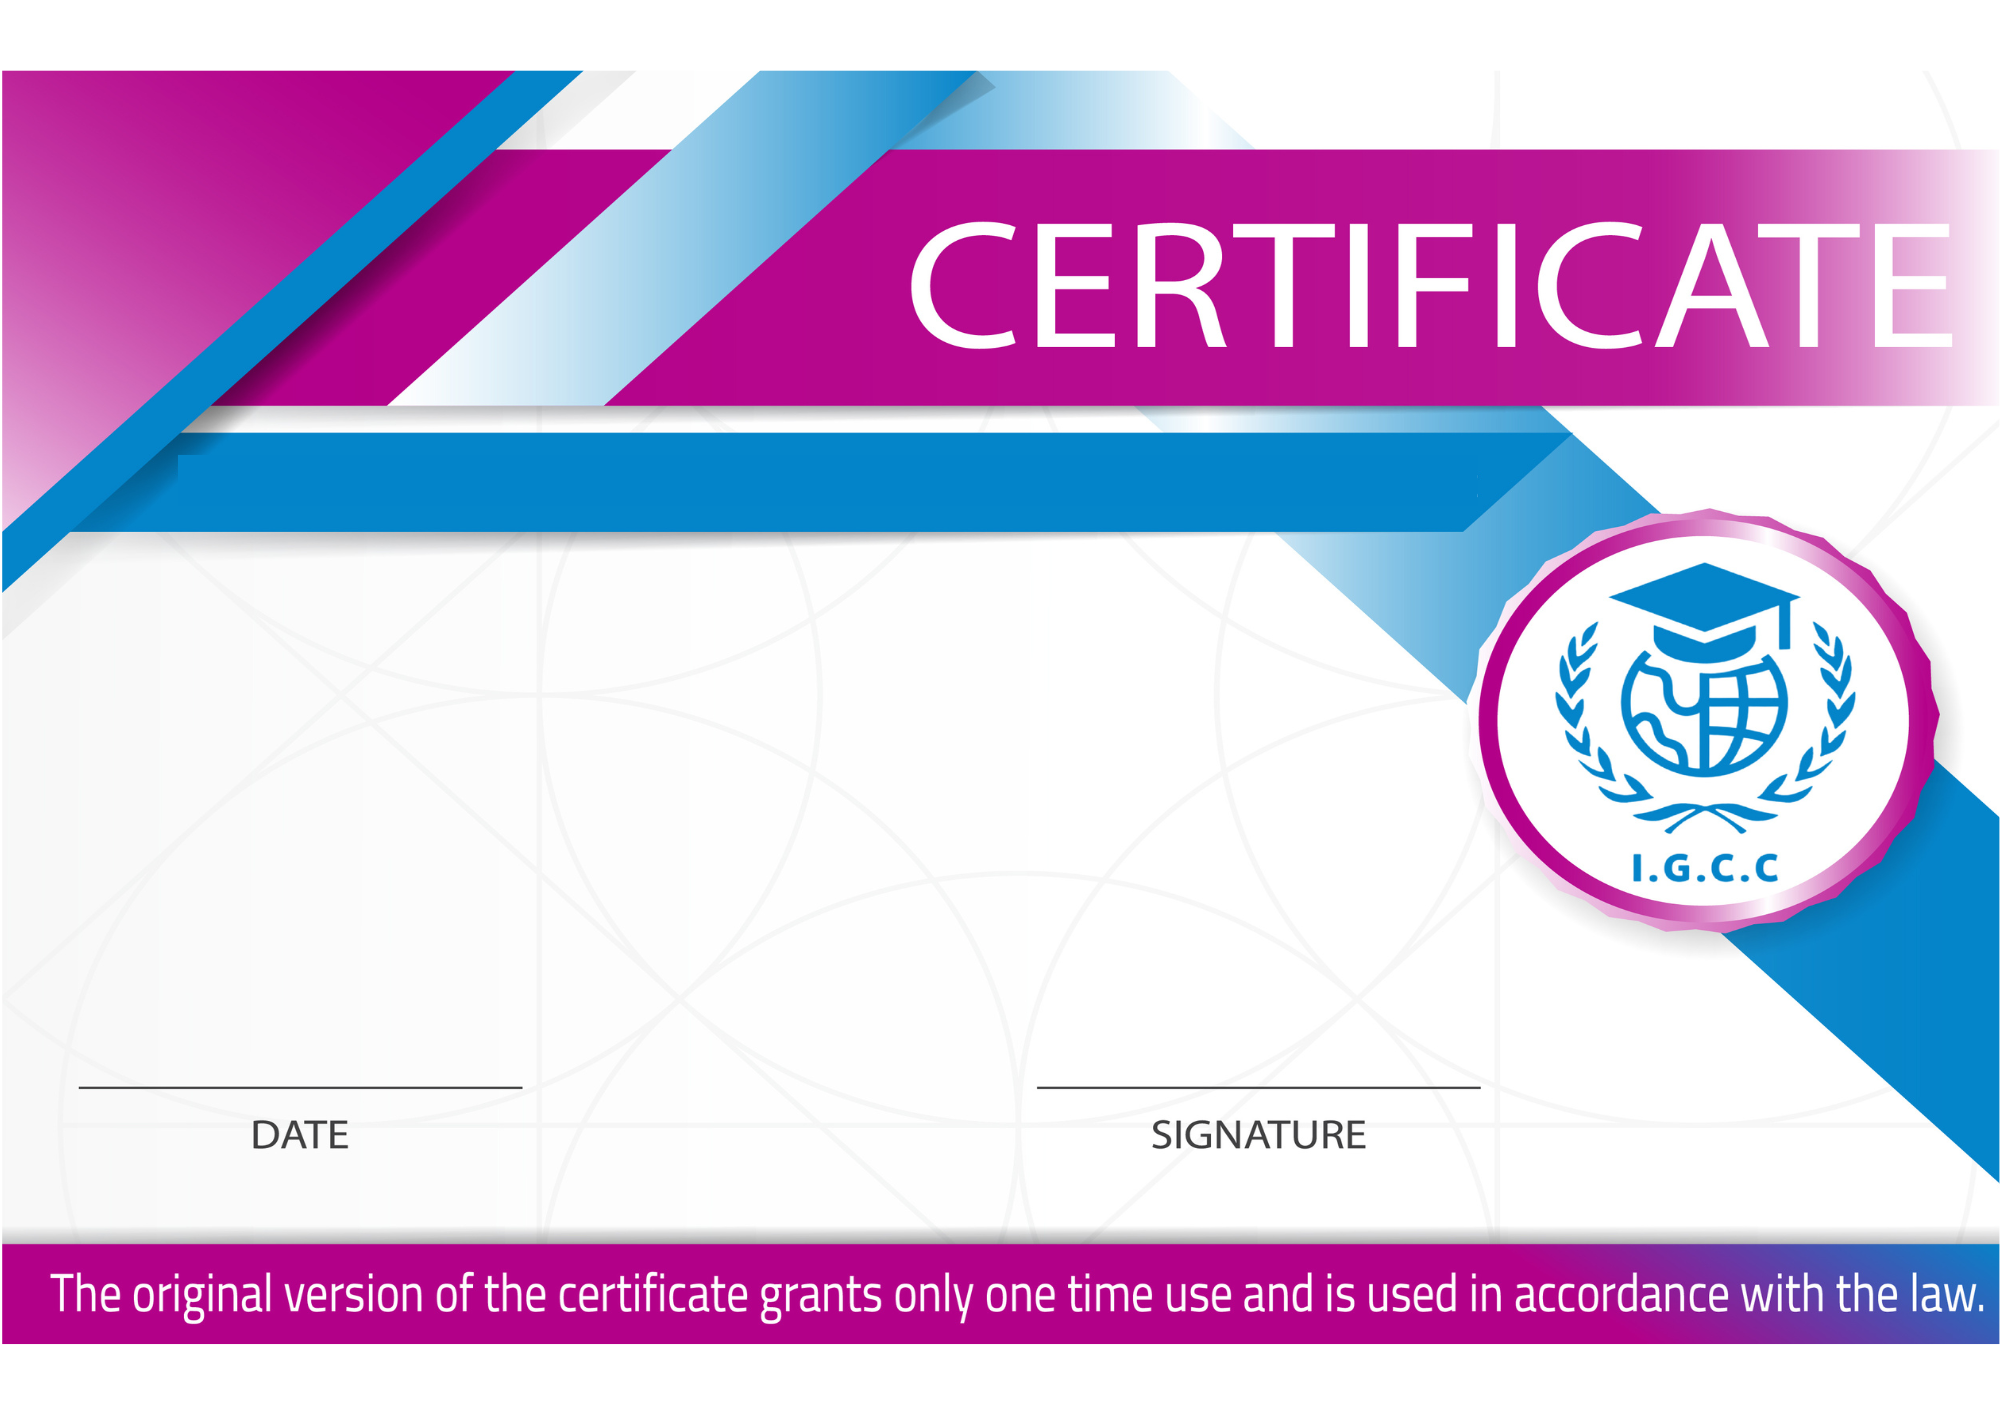 CERTIFICATE
I.G.C.C
DATE
SIGNATURE
The original version of the certificate grants only one time use and is used in accordance with the law.